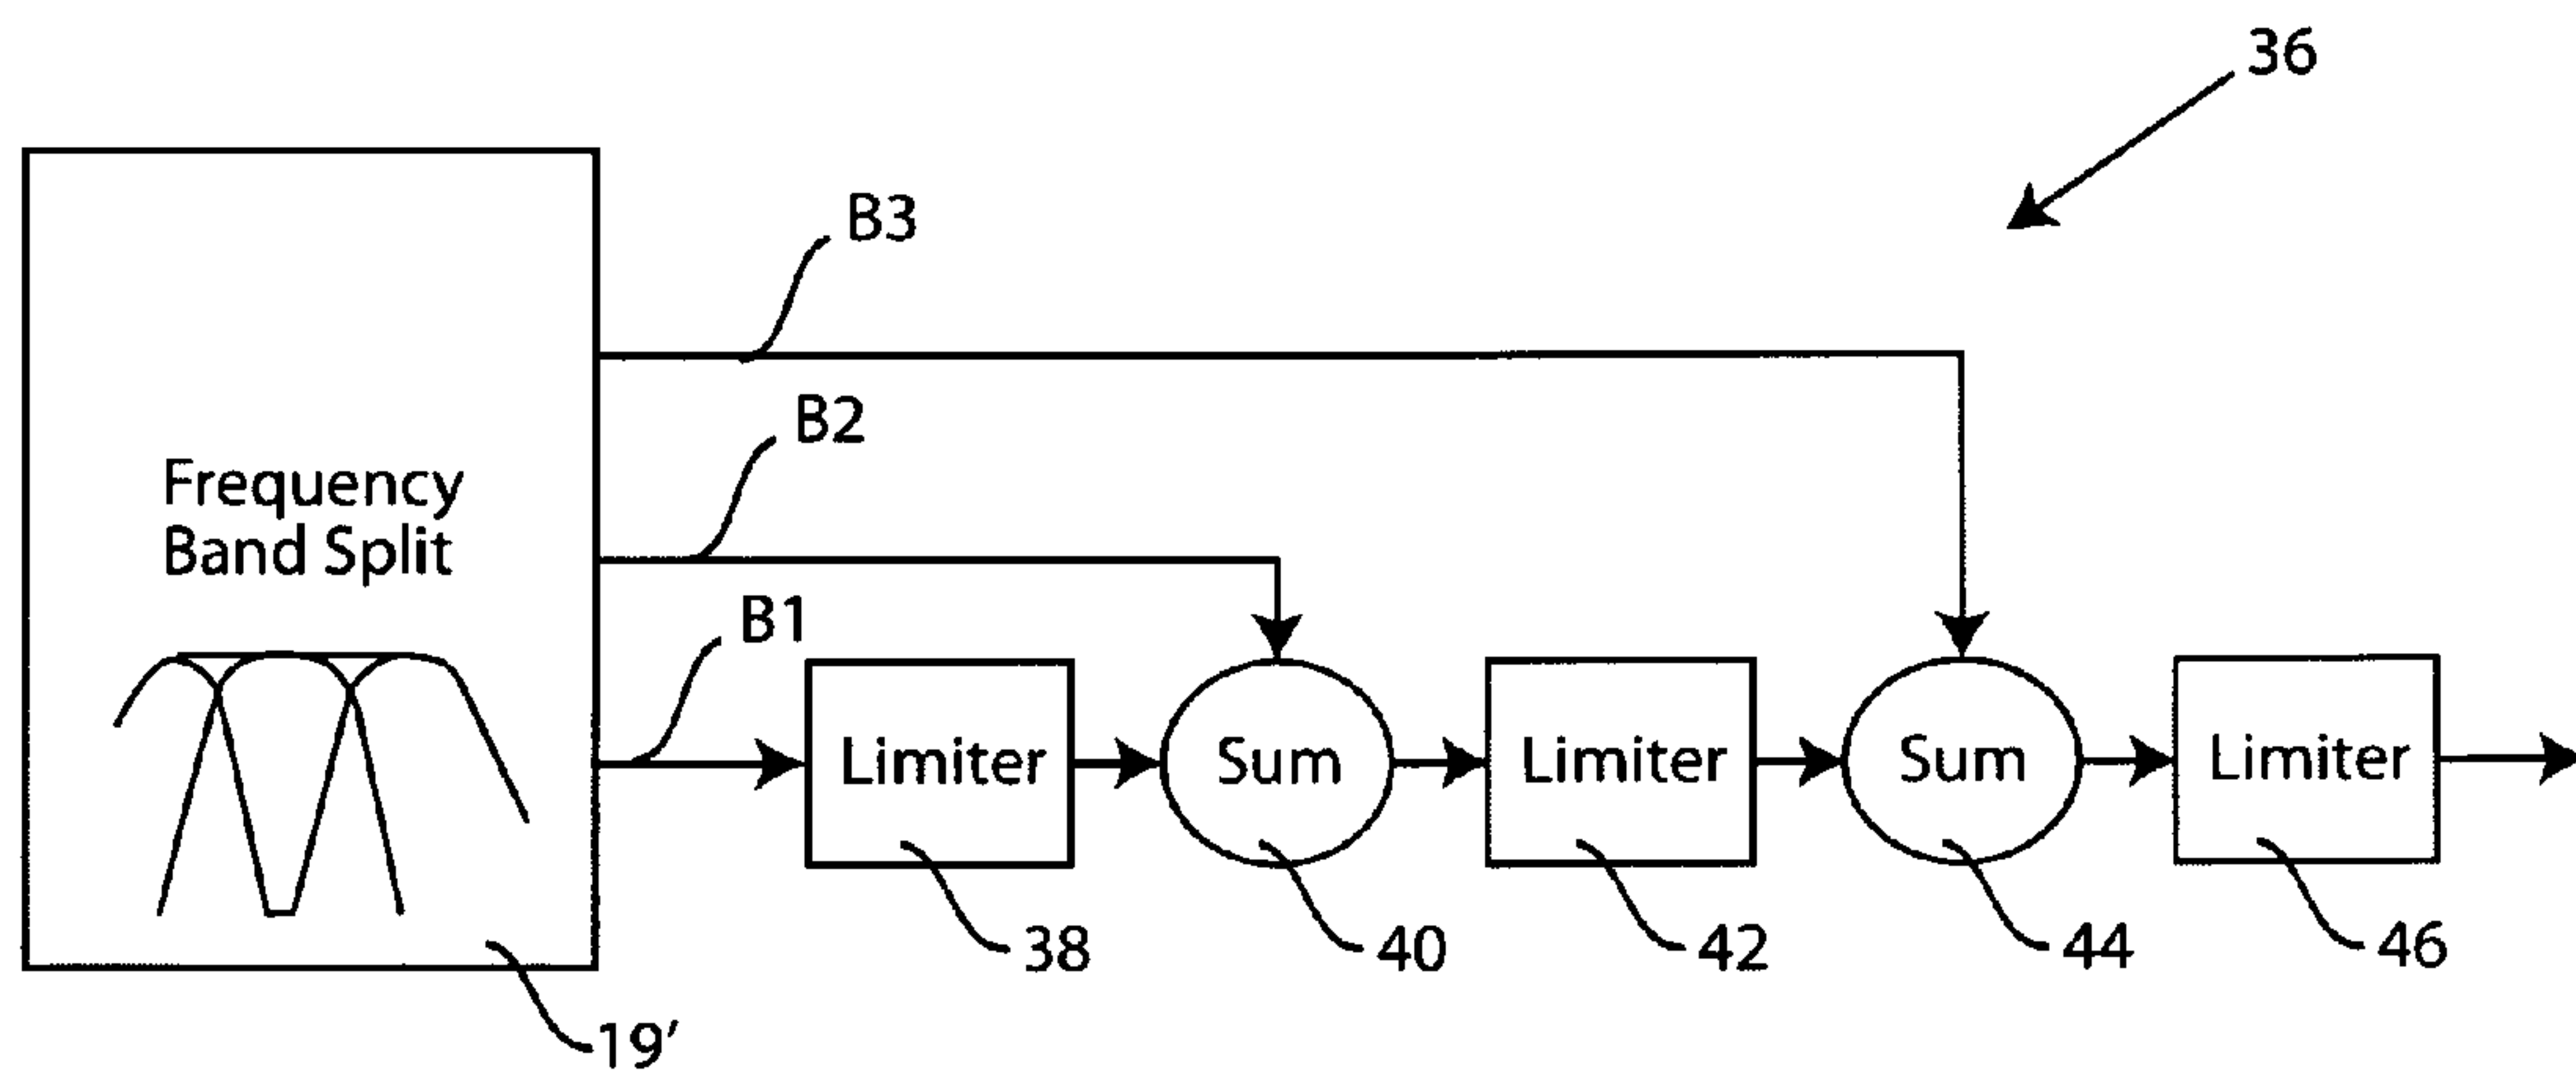 36
B3
B2
Frequency
Band Split
B1
Limiter
Sum
Limiter
Sum
Limiter
38
40
42
44
46
19'